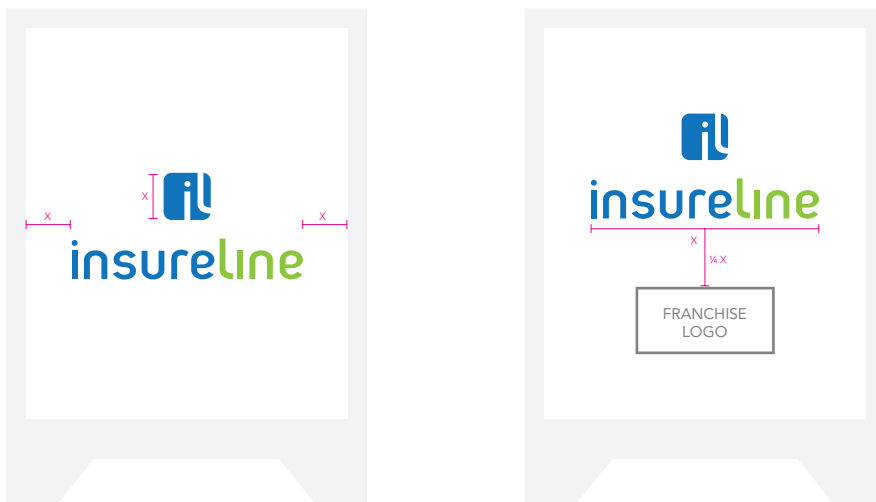 il
X
X
X
insureline
il
insureline
X
¼ X
FRANCHISE
LOGO